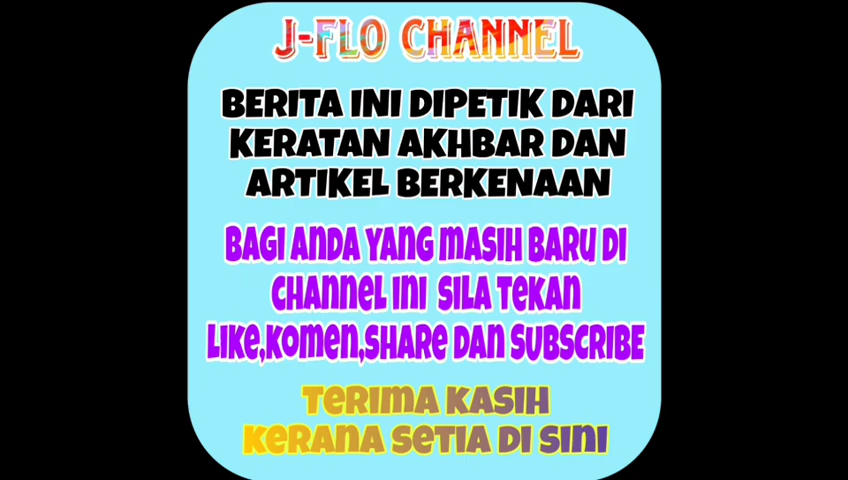 J-FLO CHANNEL
BERITA INI DIPETIK DARI
KERATAN AKHBAR DAN
ARTIKEL BERKENAAN
BAGI ANDA YANG MASIH BARU DI
CHANNEL INI SILA TEKAN
LIKE,KOMEN,SHARE DAN SUBSCRIBE
TERIMA KASIH
KERANA SETIA DI SINI